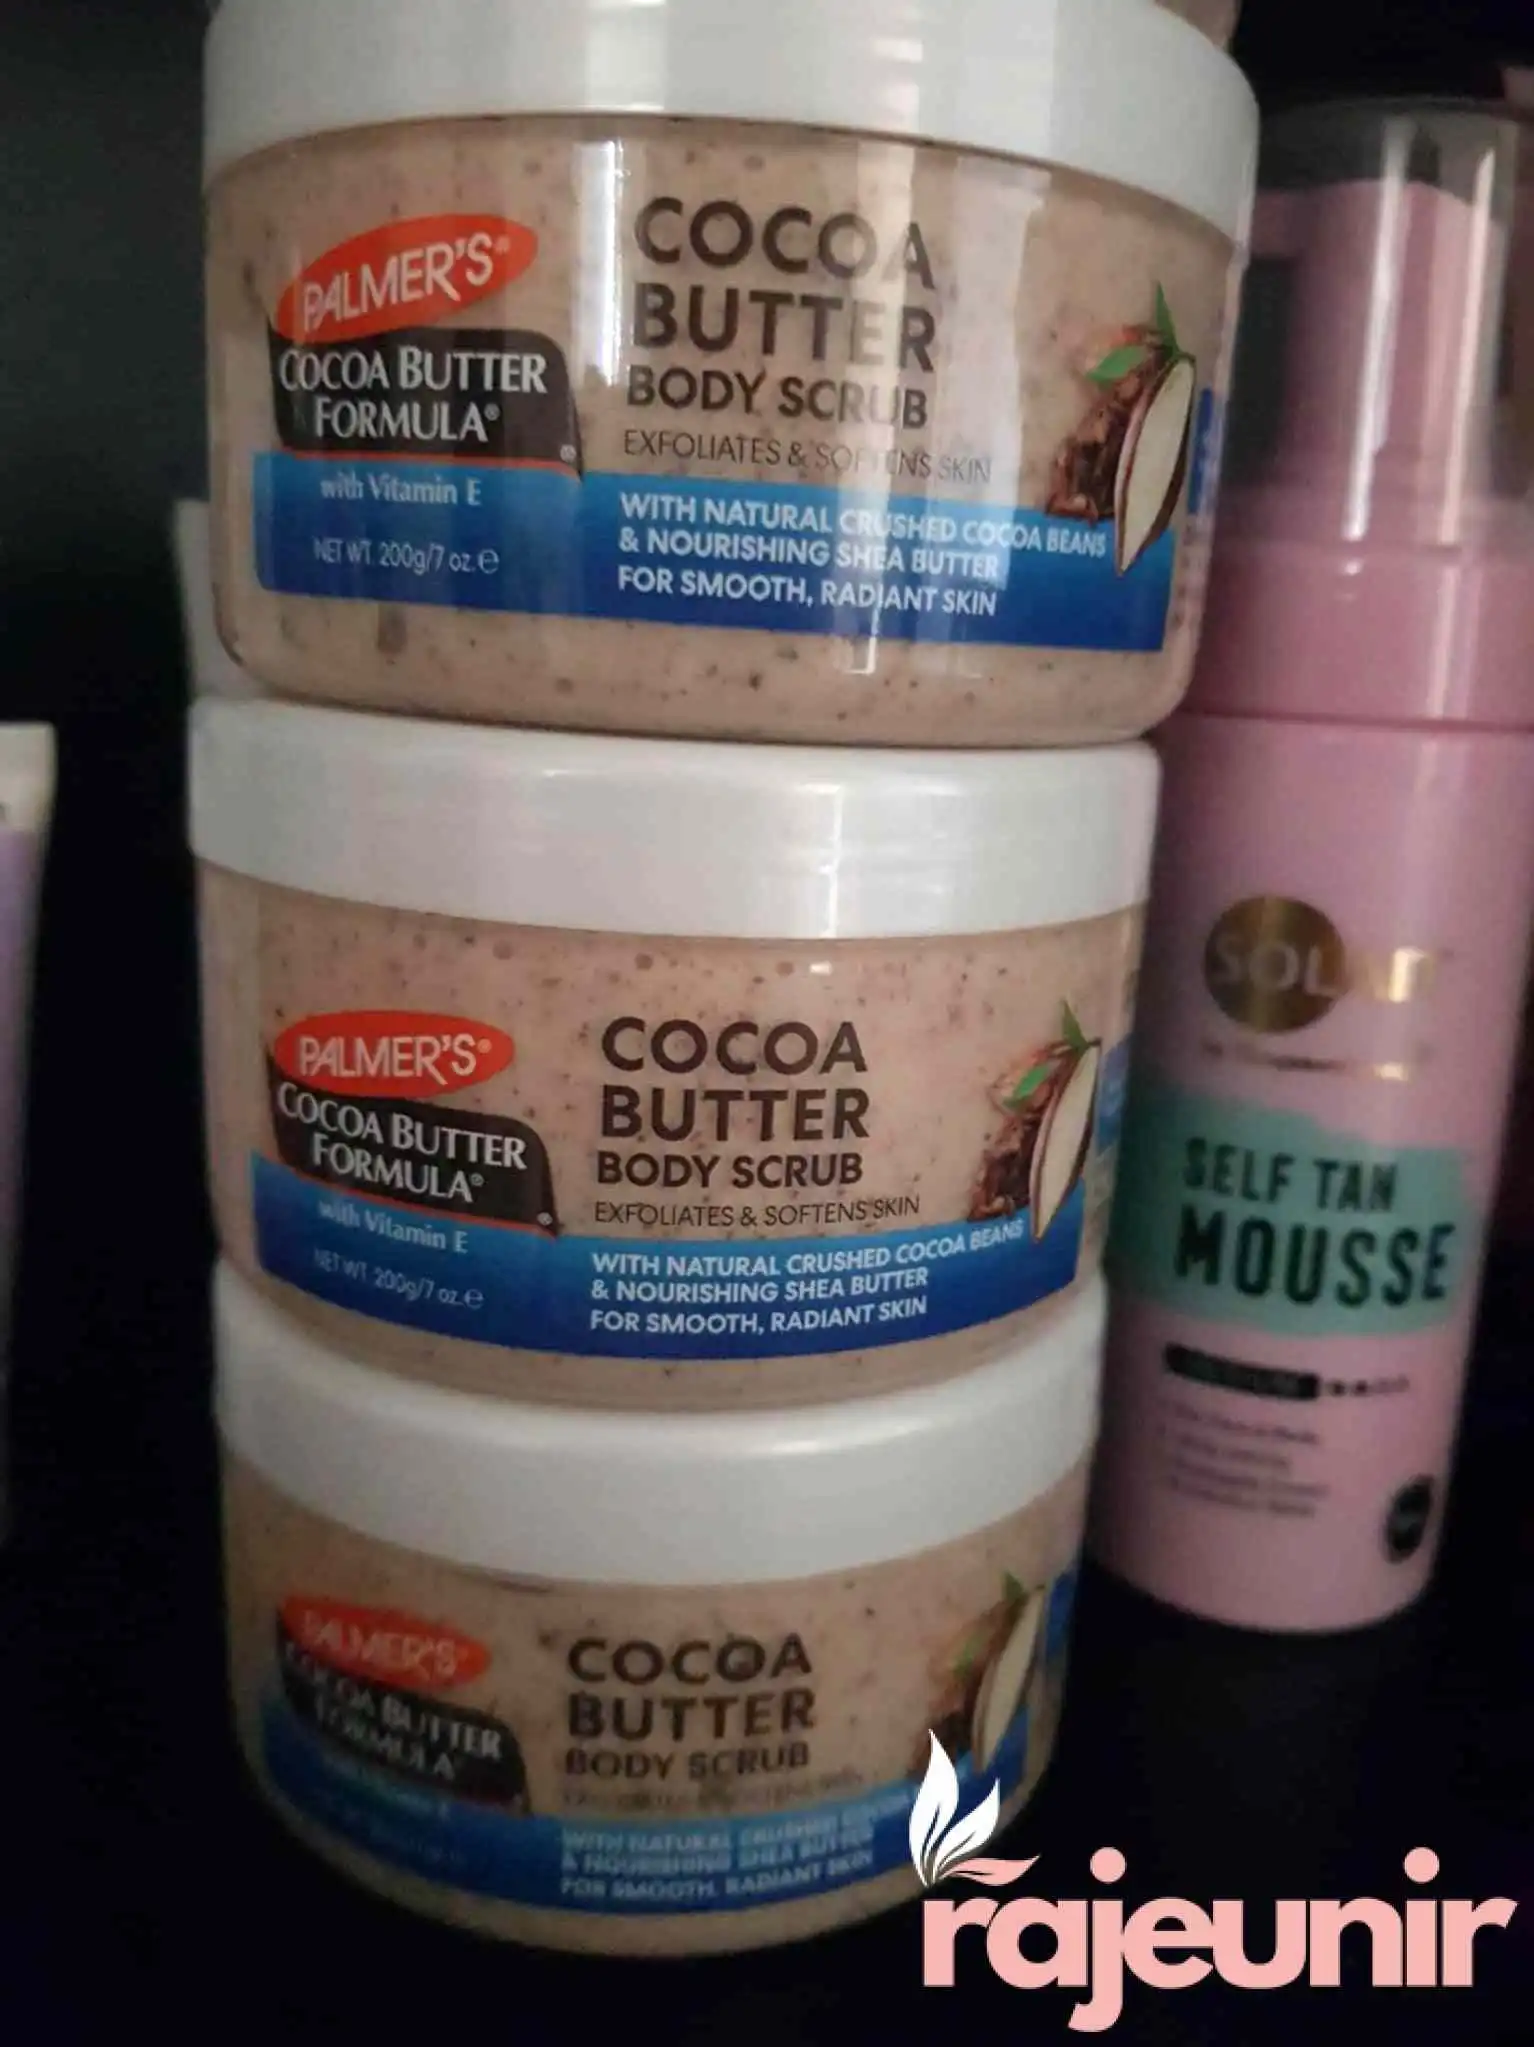 PALMER'S®
COCOA BUTTER
FORMULA®
with Vitamin E
NET WT. 200g/7 oz. e
COCOA
BUTTER
BODY SCRUB
EXFOLIATES & SOFTENS SKIN
WITH NATURAL CRUSHED COCOA BEANS
& NOURISHING SHEA BUTTER
FOR SMOOTH, RADIANT SKIN
PALMER'S®
COCOA BUTTER
FORMULA®
with Vitamin E
NET WT. 200g/7 oz. e
COCOA
BUTTER
BODY SCRUB
EXFOLIATES & SOFTENS SKIN
WITH NATURAL CRUSHED COCOA BEANS
& NOURISHING SHEA BUTTER
FOR SMOOTH, RADIANT SKIN
PALMER'S®
COCOA BUTTER
FORMULA®
COCOA
BUTTER
BODY SCRUB
WITH NATURAL CRUSHED COCOA
& NOURISHING SHEA BUTTER
FOR SMOOTH, RADIANT SKIN
SELF TAN
MOUSSE
rajeunir